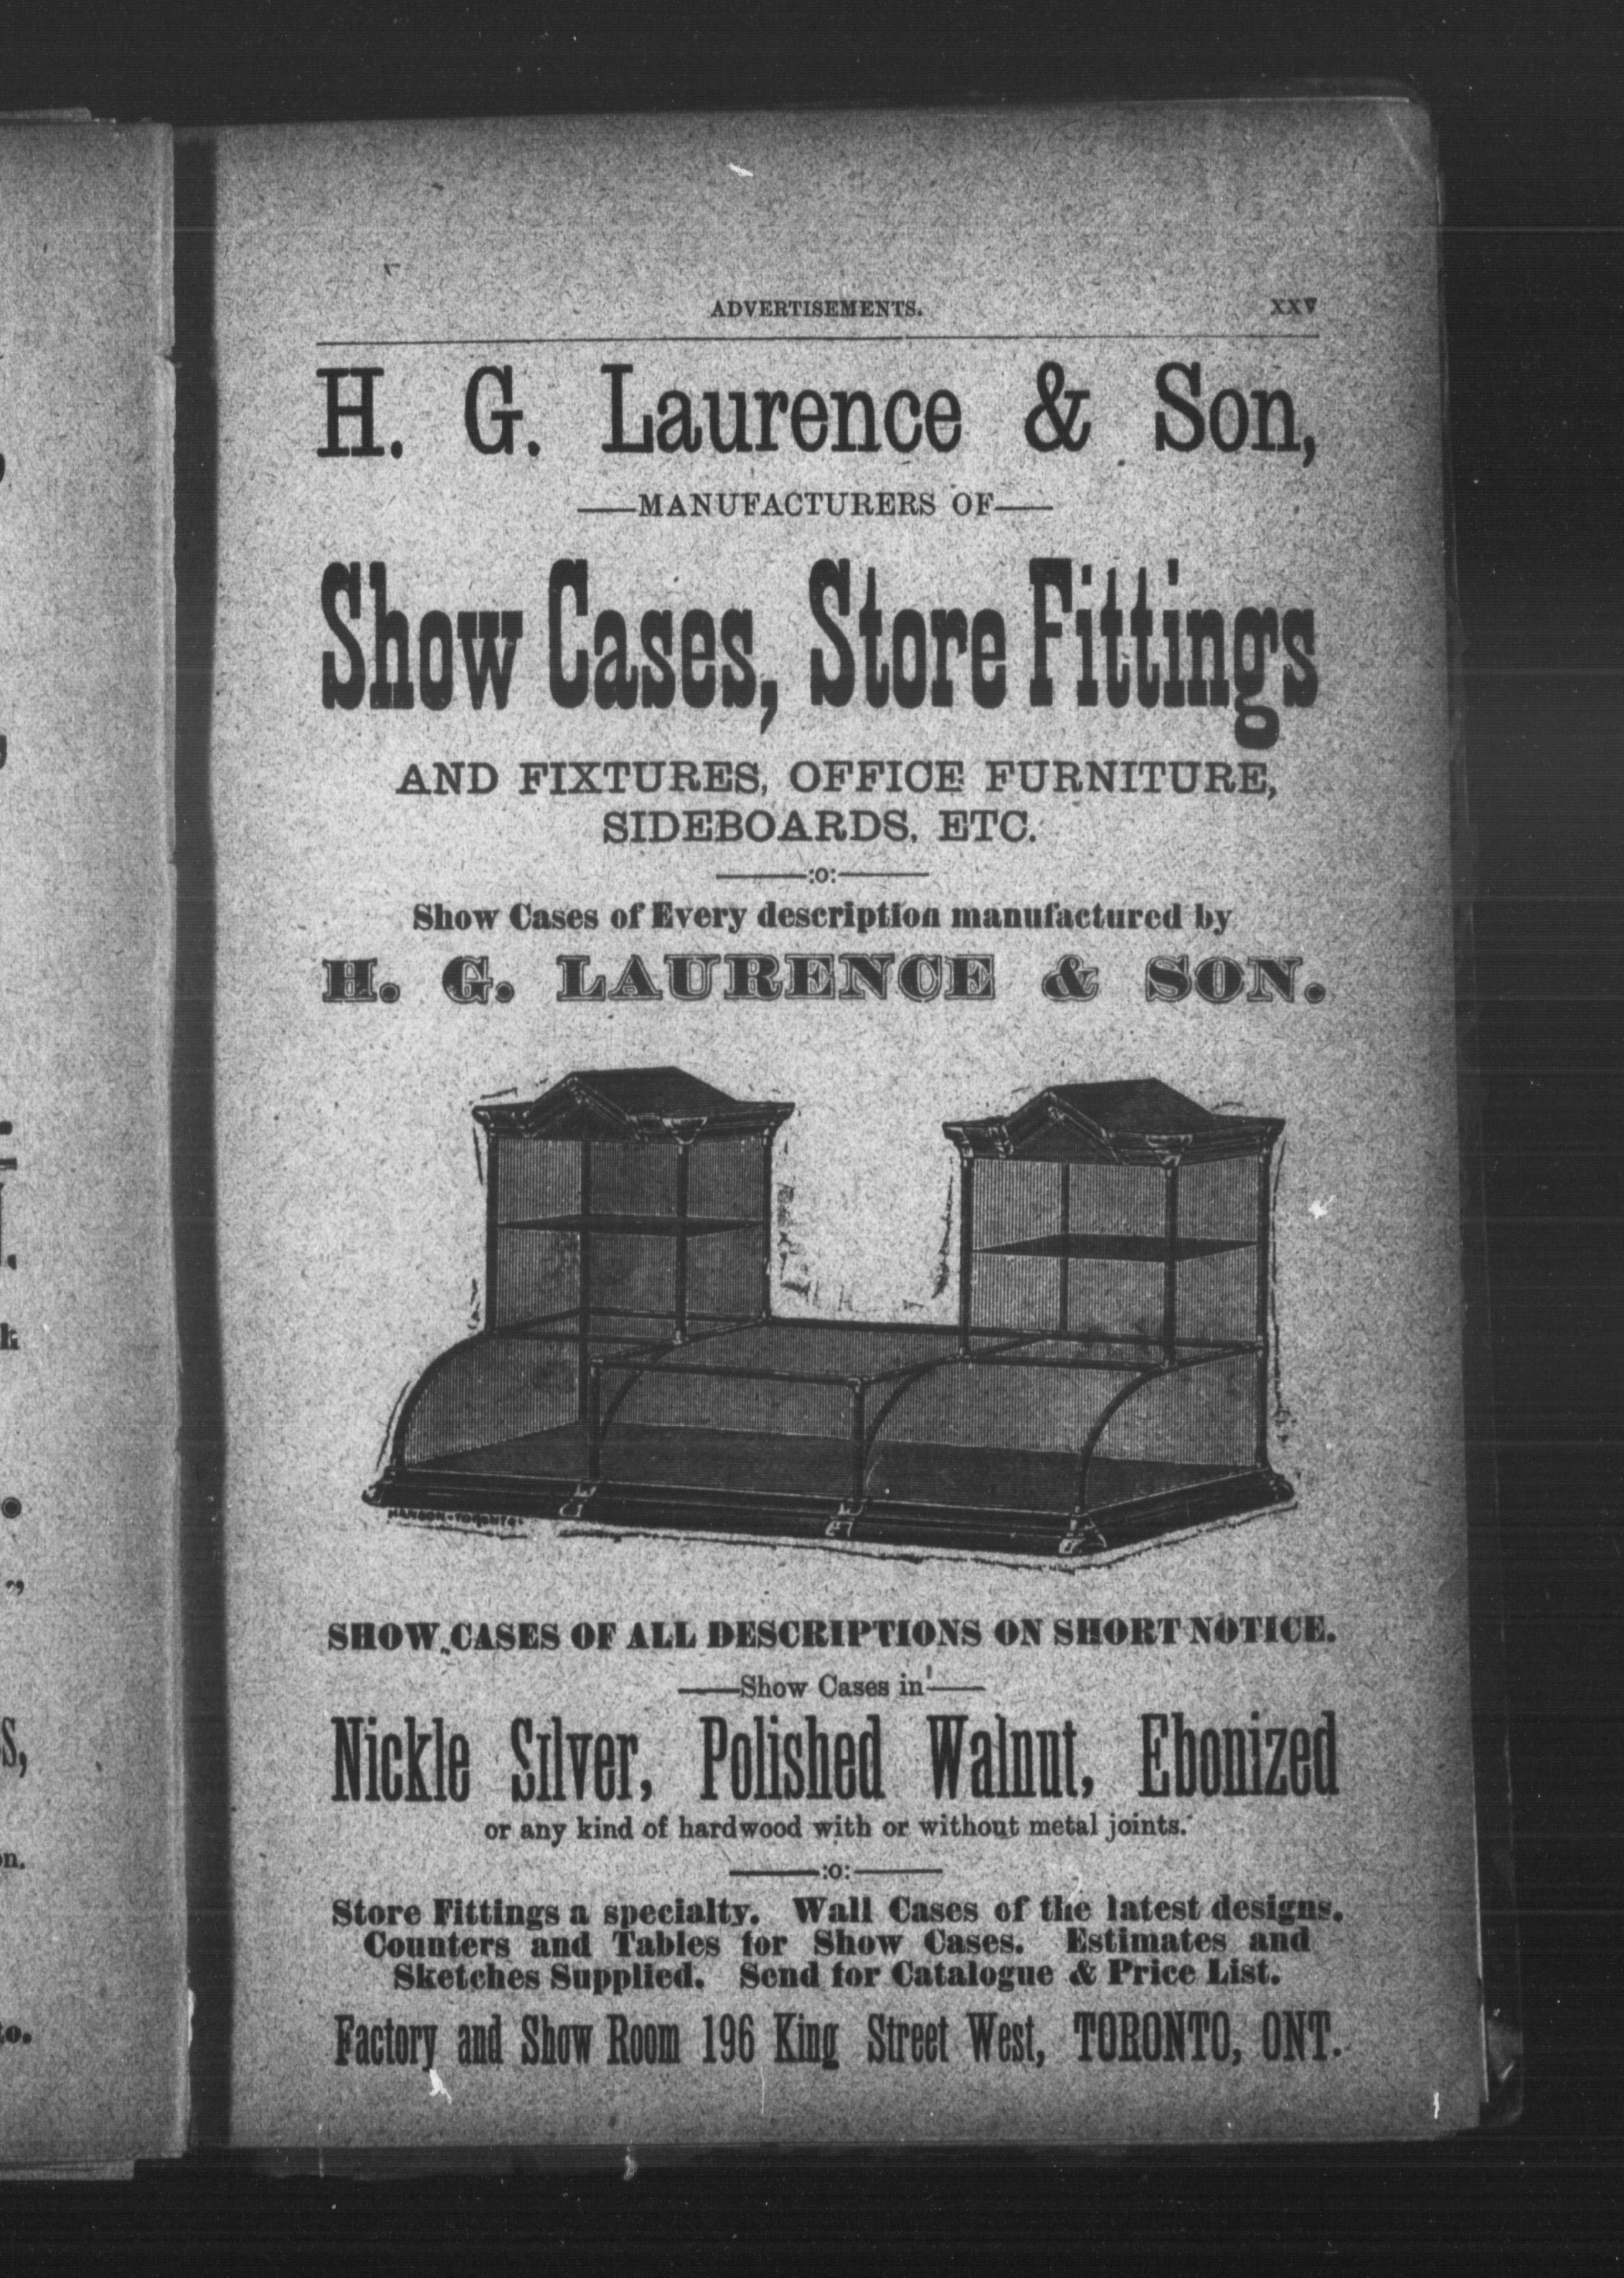 ADVERTISEMENTS. xxv
H. G. Laurence & Son,
—MANUFACTURERS OF—
Show Cases, Store Fittings
AND FIXTURES, OFFICE FURNITURE,
SIDEBOARDS, ETC.
:o:
Show Cases of Every description manufactured by
H. G. LAURENCE & SON.
SHOW CASES OF ALL DESCRIPTIONS ON SHORT NOTICE.
—Show Cases in—
Nickle Silver, Polished Walnut, Ebonized
or any kind of hardwood with or without metal joints.
:o:
Store Fittings a specialty. Wall Cases of the latest designs.
Counters and Tables for Show Cases. Estimates and
Sketches Supplied. Send for Catalogue & Price List.
Factory and Show Room 196 King Street West, TORONTO, ONT.